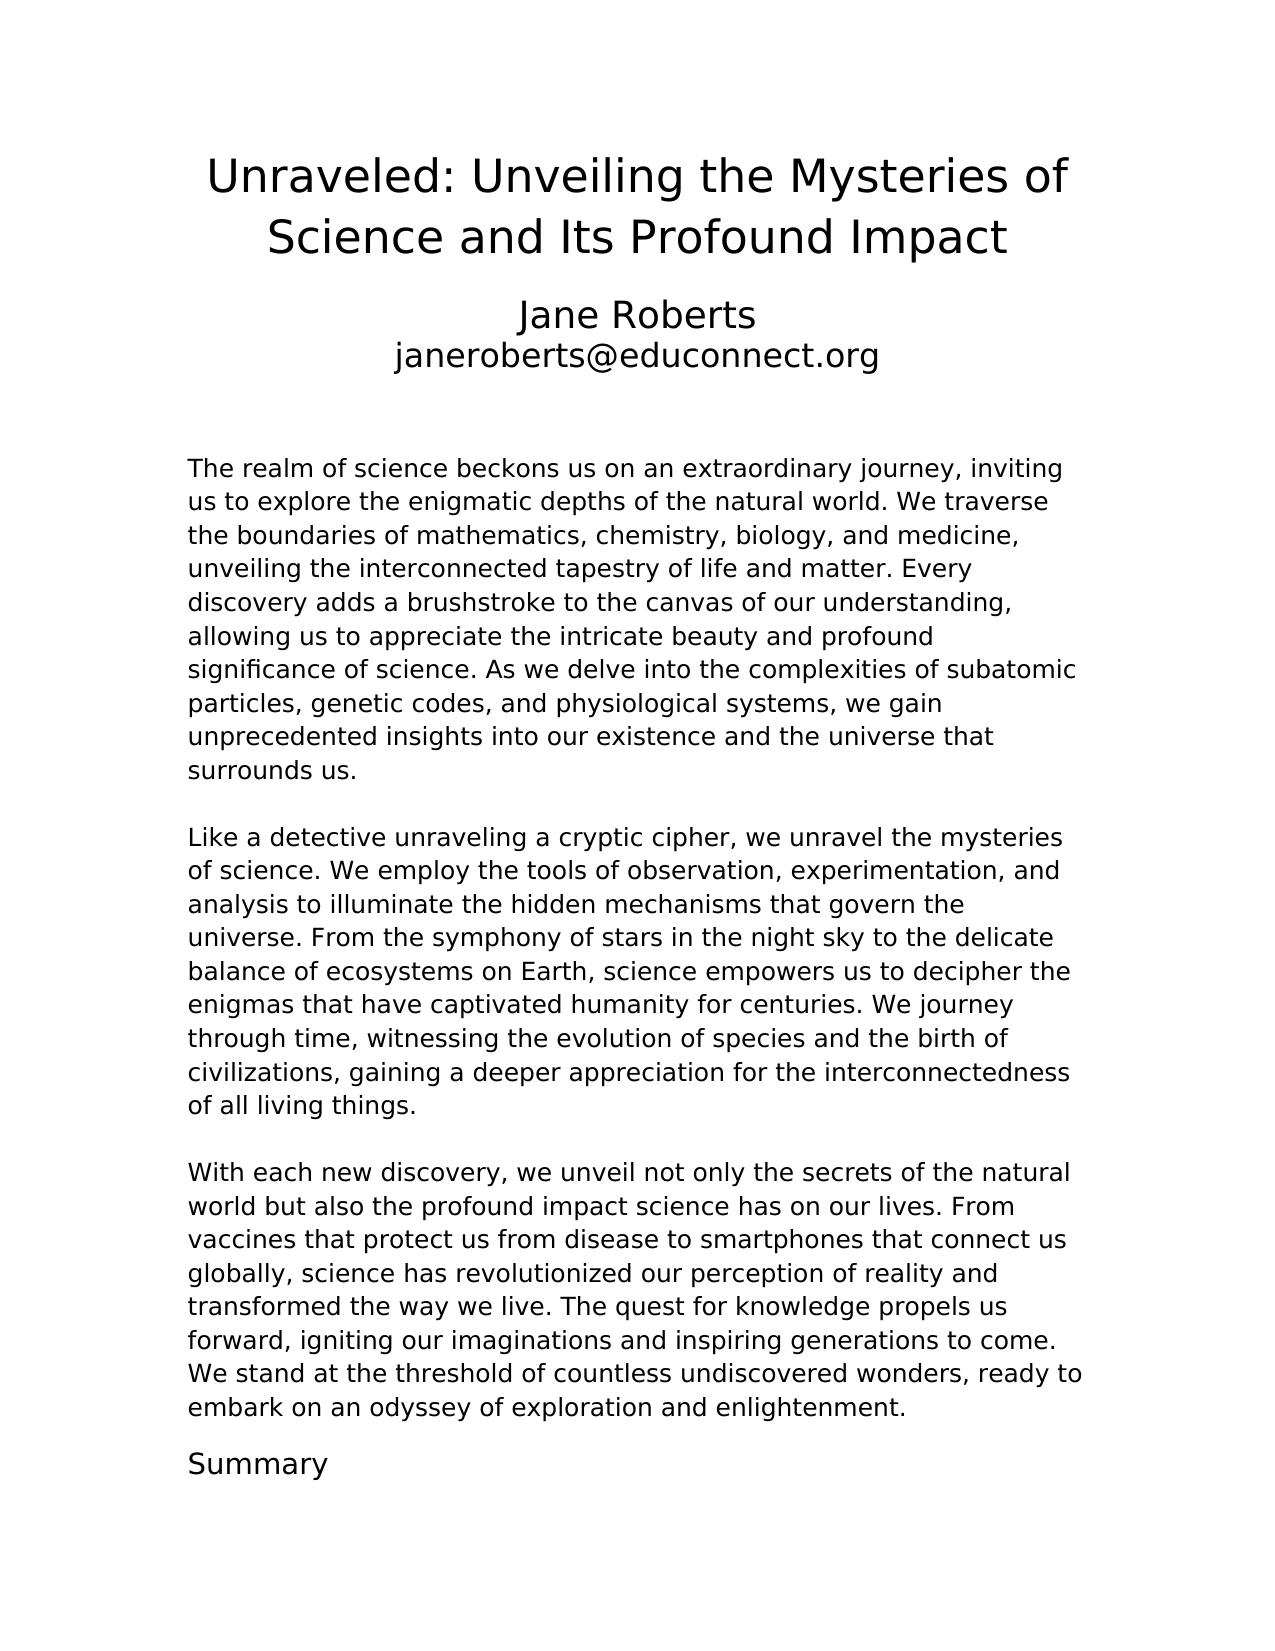 Unraveled: Unveiling the Mysteries of
Science and Its Profound Impact
Jane Roberts
janeroberts@educonnect.org
The realm of science beckons us on an extraordinary journey, inviting
us to explore the enigmatic depths of the natural world. We traverse
the boundaries of mathematics, chemistry, biology, and medicine,
unveiling the interconnected tapestry of life and matter. Every
discovery adds a brushstroke to the canvas of our understanding,
allowing us to appreciate the intricate beauty and profound
significance of science. As we delve into the complexities of subatomic
particles, genetic codes, and physiological systems, we gain
unprecedented insights into our existence and the universe that
surrounds us.
Like a detective unraveling a cryptic cipher, we unravel the mysteries
of science. We employ the tools of observation, experimentation, and
analysis to illuminate the hidden mechanisms that govern the
universe. From the symphony of stars in the night sky to the delicate
balance of ecosystems on Earth, science empowers us to decipher the
enigmas that have captivated humanity for centuries. We journey
through time, witnessing the evolution of species and the birth of
civilizations, gaining a deeper appreciation for the interconnectedness
of all living things.
With each new discovery, we unveil not only the secrets of the natural
world but also the profound impact science has on our lives. From
vaccines that protect us from disease to smartphones that connect us
globally, science has revolutionized our perception of reality and
transformed the way we live. The quest for knowledge propels us
forward, igniting our imaginations and inspiring generations to come.
We stand at the threshold of countless undiscovered wonders, ready to
embark on an odyssey of exploration and enlightenment.
Summary